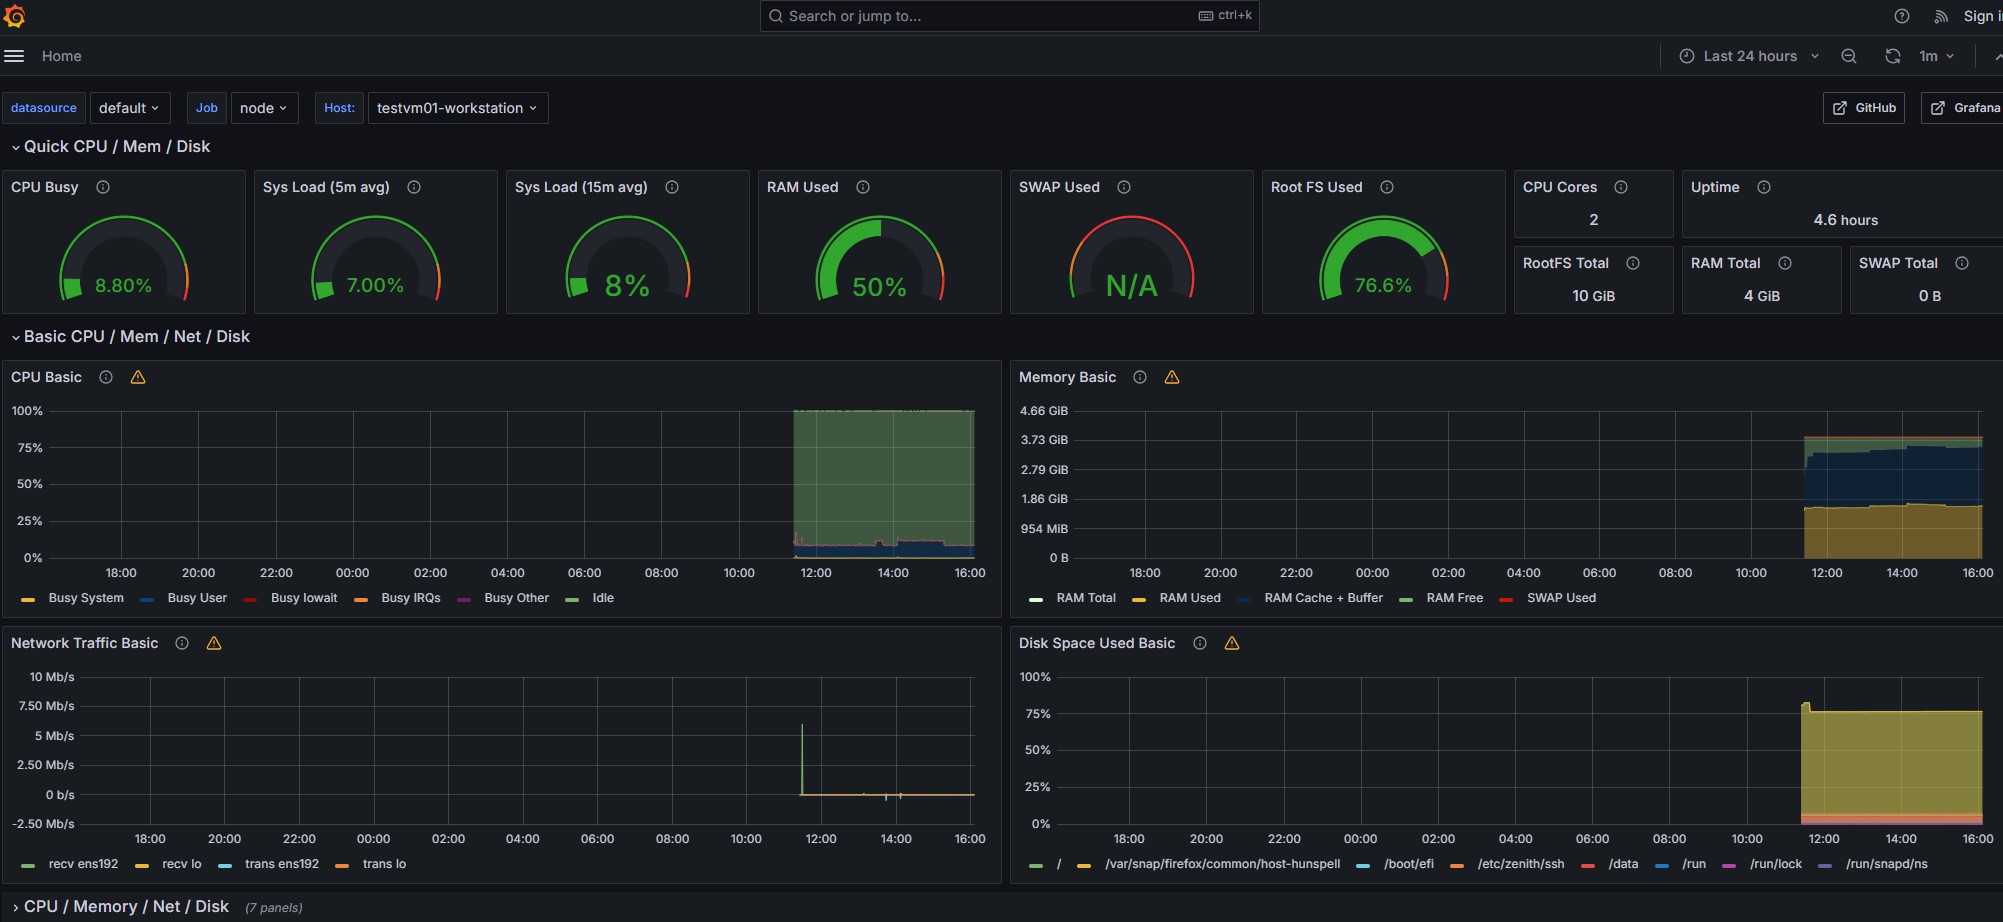 Search or jump to... ctrl+k Sign i
Home Last 24 hours 1m
datasource default Job node Host: testvm01-workstation GitHub Grafana
Quick CPU / Mem / Disk
CPU Busy Sys Load (5m avg) Sys Load (15m avg) RAM Used SWAP Used Root FS Used CPU Cores Uptime
2 4.6 hours
RootFS Total RAM Total SWAP Total
8.80% 7.00% 8% 50% N/A 76.6% 10 GiB 4 GiB 0 B
Basic CPU / Mem / Net / Disk
CPU Basic
100%
75%
50%
25%
0%
18:00 20:00 22:00 00:00 02:00 04:00 06:00 08:00 10:00 12:00 14:00 16:00
Busy System Busy User Busy Iowait Busy IRQs Busy Other Idle
Memory Basic
4.66 GiB
3.73 GiB
2.79 GiB
1.86 GiB
954 MiB
0 B
18:00 20:00 22:00 00:00 02:00 04:00 06:00 08:00 10:00 12:00 14:00 16:00
RAM Total RAM Used RAM Cache + Buffer RAM Free SWAP Used
Network Traffic Basic
10 Mb/s
7.50 Mb/s
5 Mb/s
2.50 Mb/s
0 b/s
-2.50 Mb/s
18:00 20:00 22:00 00:00 02:00 04:00 06:00 08:00 10:00 12:00 14:00 16:00
recv ens192 recv lo trans ens192 trans lo
Disk Space Used Basic
100%
75%
50%
25%
0%
18:00 20:00 22:00 00:00 02:00 04:00 06:00 08:00 10:00 12:00 14:00 16:00
/ /var/snap/firefox/common/host-hunspell /boot/efi /etc/zenith/ssh /data /run /run/lock /run/snapd/ns
CPU / Memory / Net / Disk (7 panels)